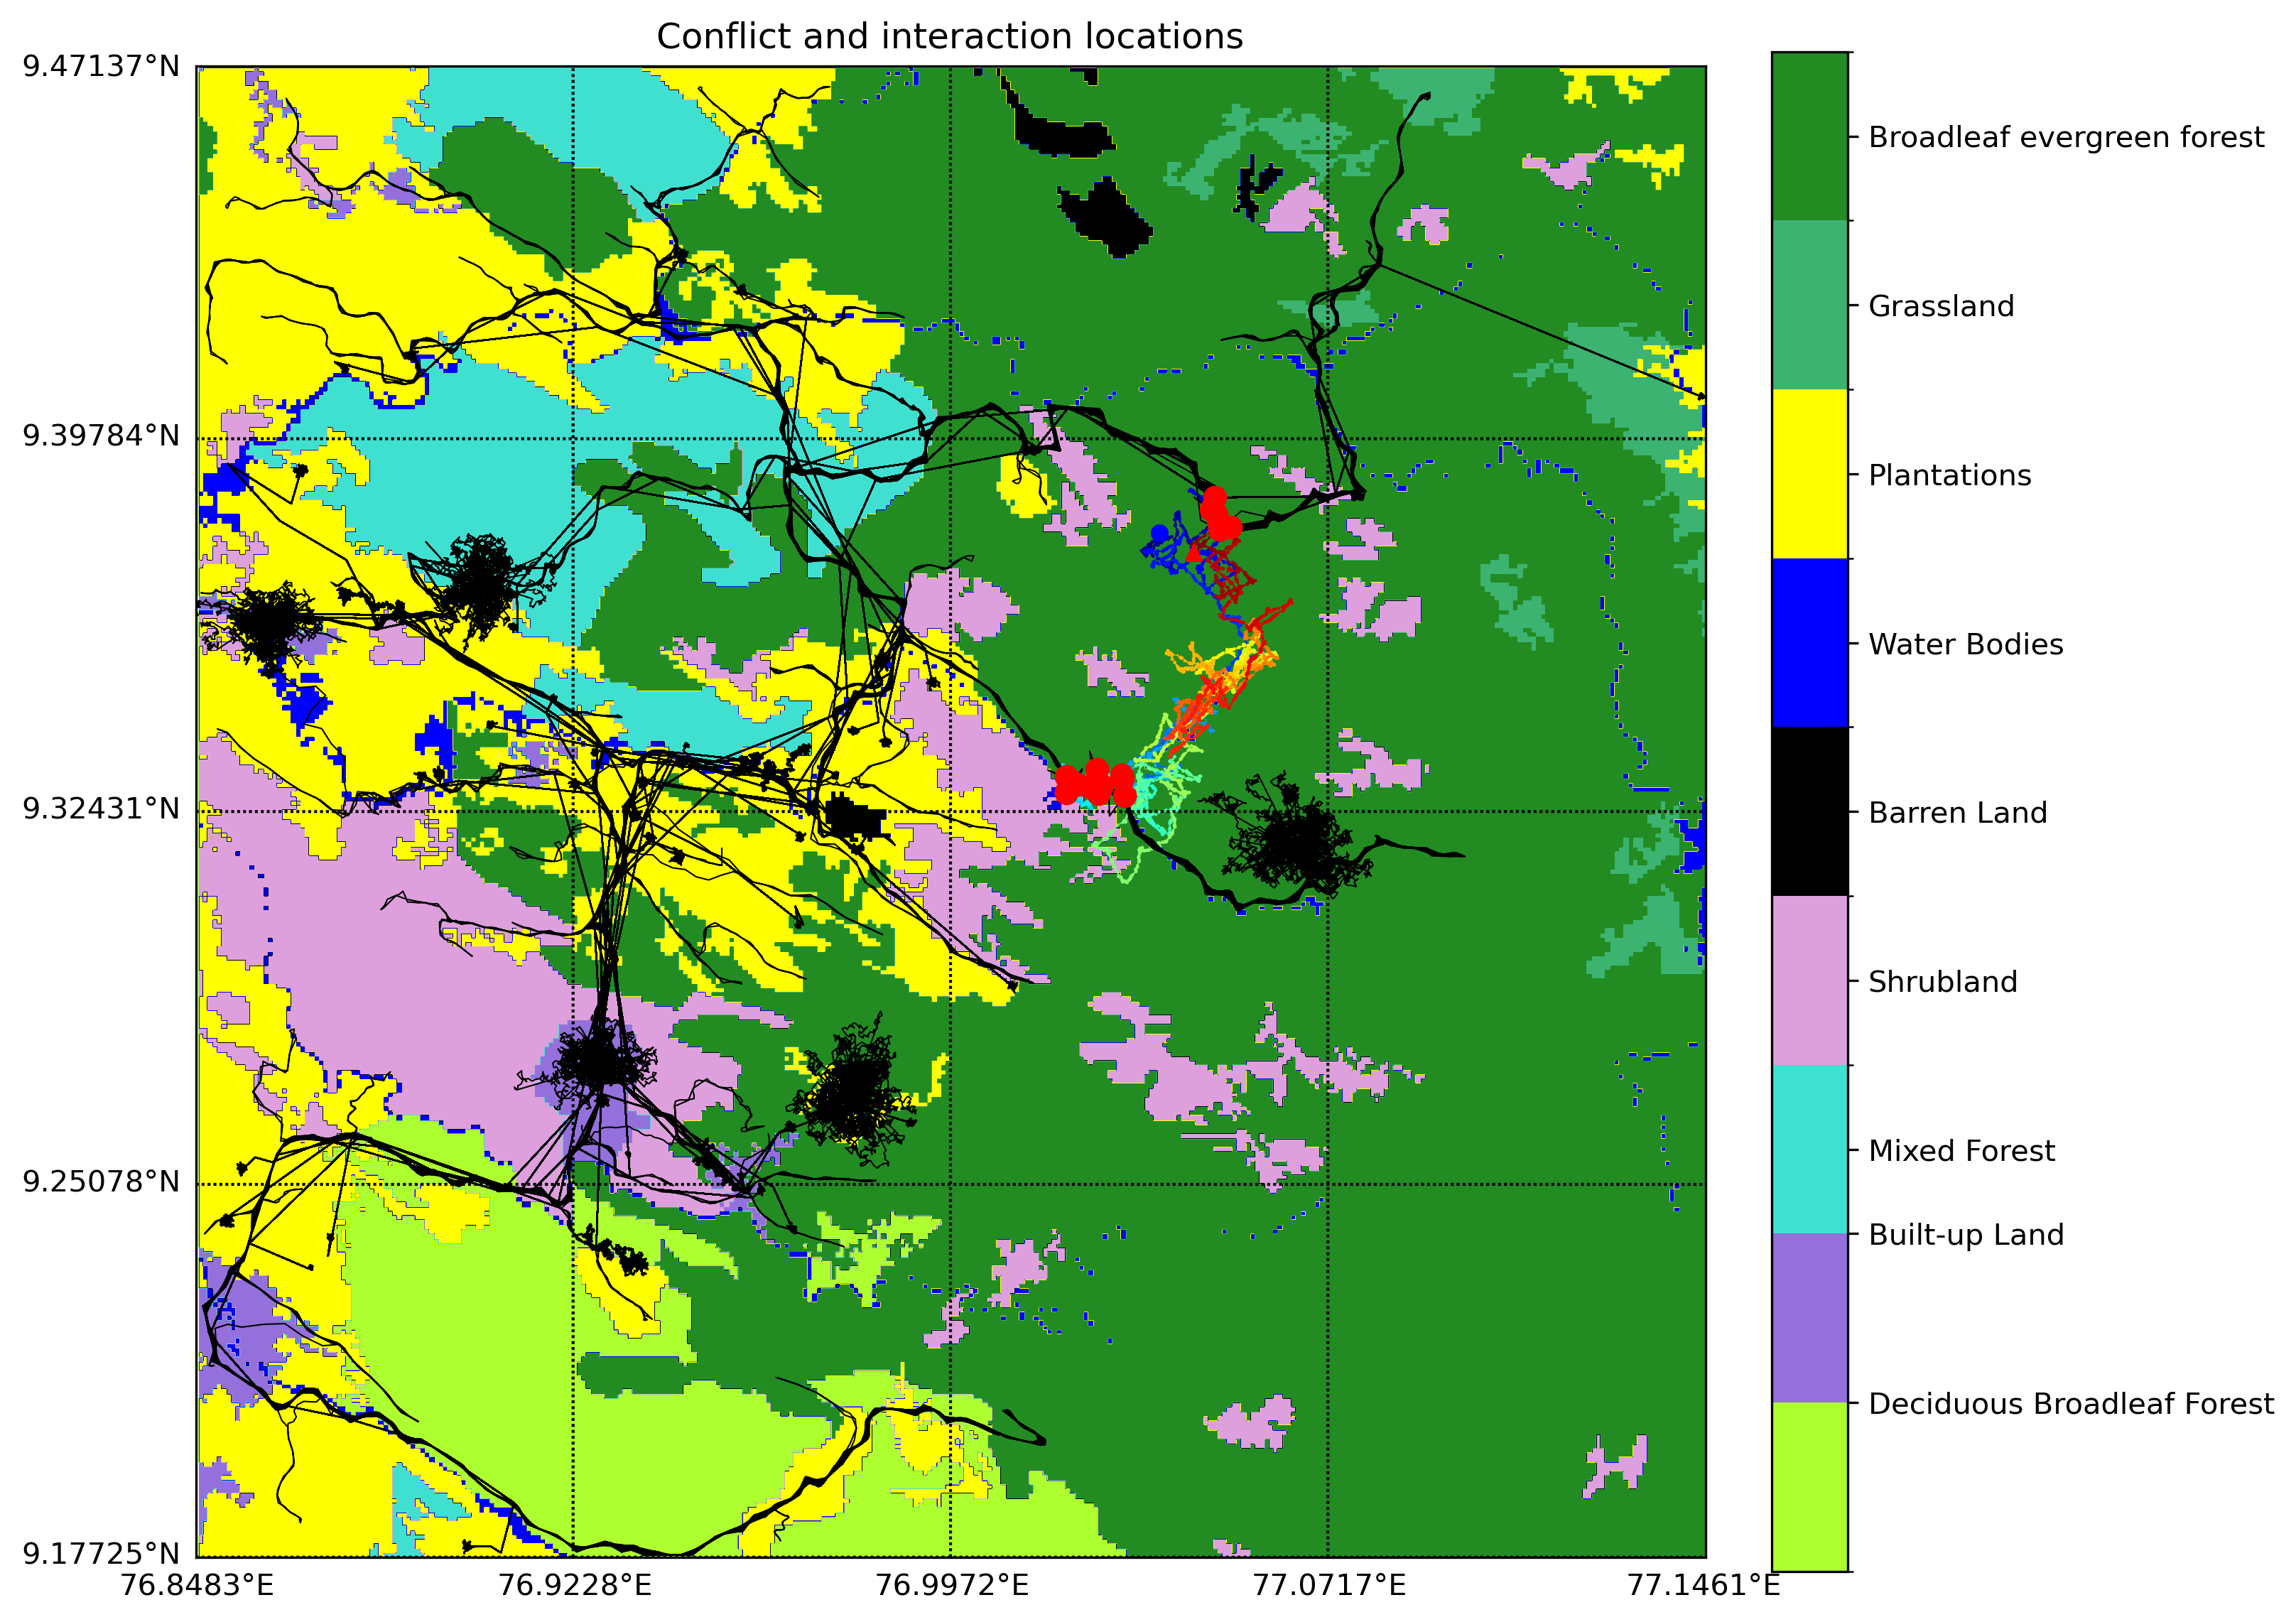 Conflict and interaction locations
9.47137°N
9.39784°N
9.32431°N
9.25078°N
9.17725°N
76.8483°E
76.9228°E
76.9972°E
77.0717°E
77.1461°E
Broadleaf evergreen forest
Grassland
Plantations
Water Bodies
Barren Land
Shrubland
Mixed Forest
Built-up Land
Deciduous Broadleaf Forest